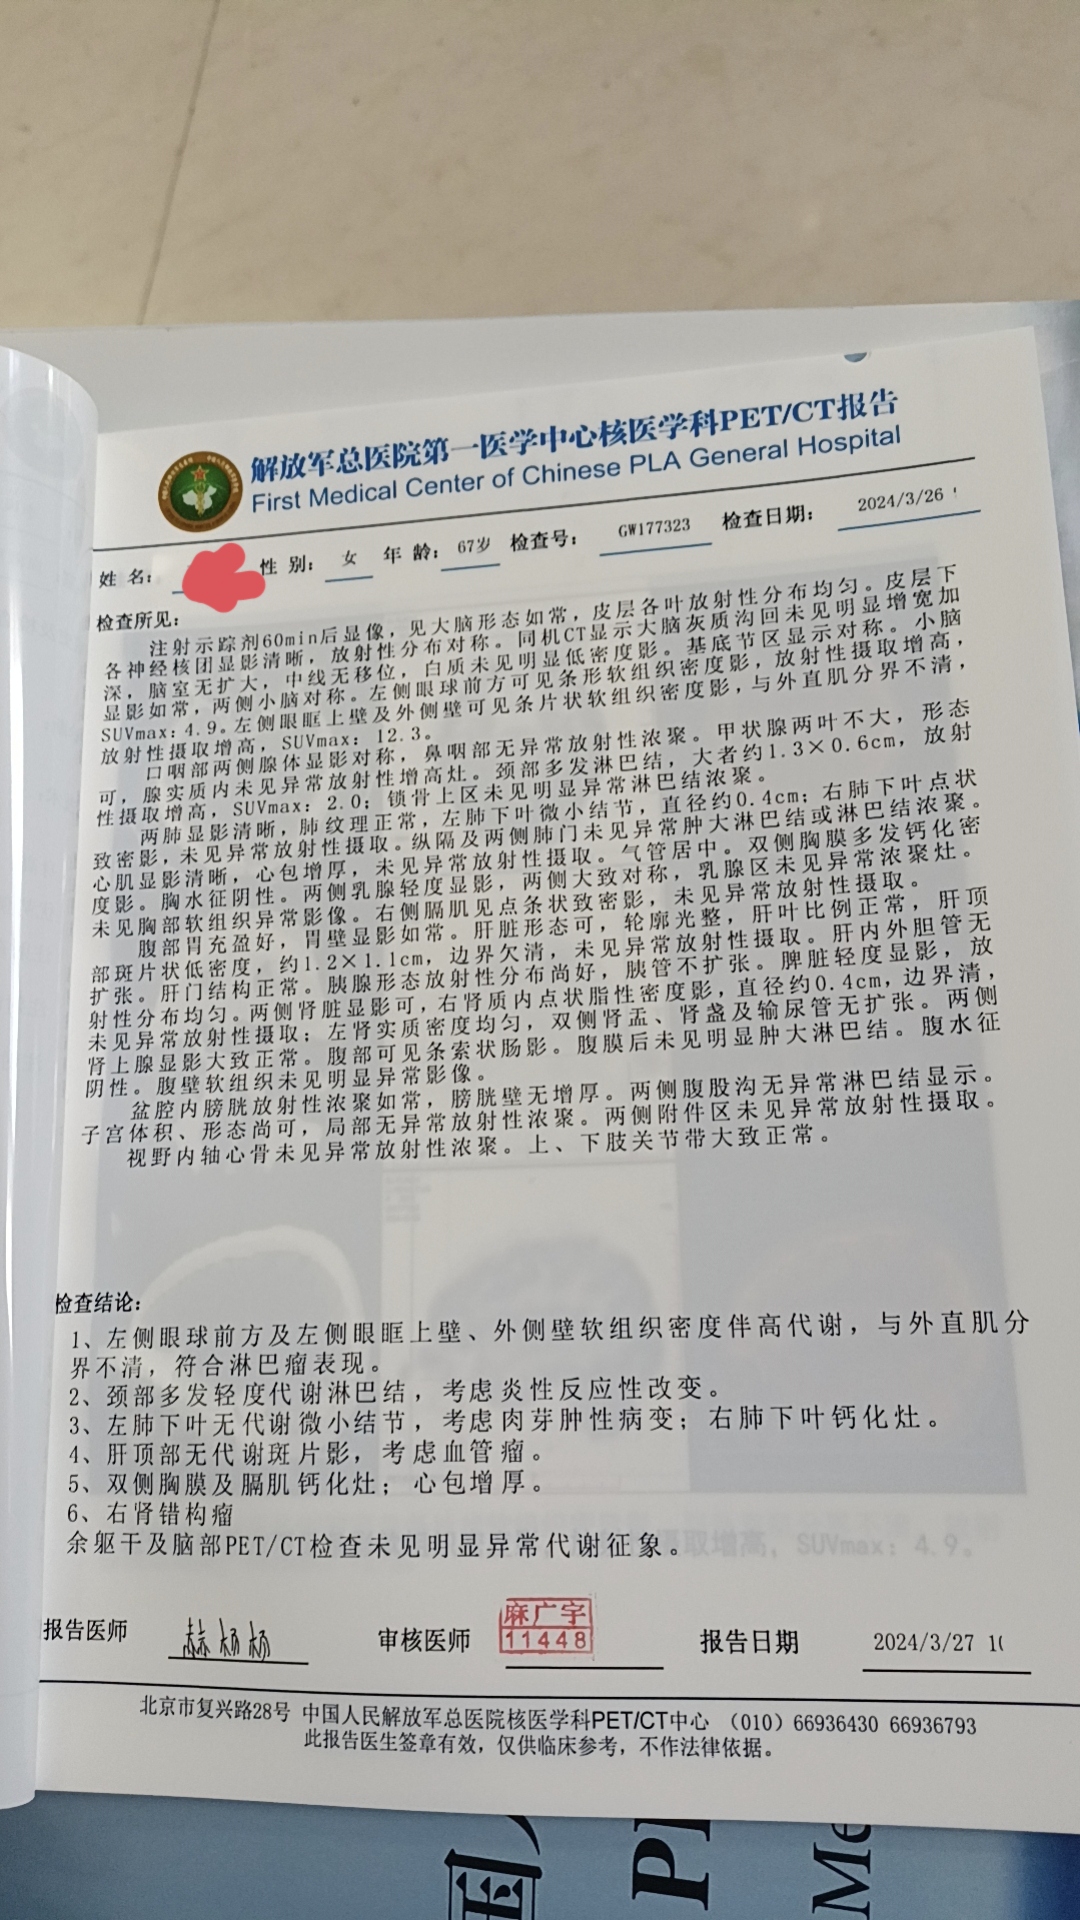 解放军总医院第一医学中心核医学科PET/CT报告
First Medical Center of Chinese PLA General Hospital
姓 名: 性 别: 女 年 龄: 67岁 检查号: GW177323 检查日期: 2024/3/26
检查所见:
注射示踪剂60min后显像，见大脑形态如常，皮层各叶放射性分布均匀。皮层下
各神经核团显影清晰，放射性分布对称。同机CT显示大脑灰质沟回未见明显增宽加
深，脑室无扩大，中线无移位，白质未见明显低密度影。基底节区显示对称。小脑
显影如常，两侧小脑对称。左侧眼球前方可见条形软组织密度影，放射性摄取增高，
SUVmax: 4.9。左侧眼眶上壁及外侧壁可见条片状软组织密度影，与外直肌分界不清，
放射性摄取增高，SUVmax: 12.3。
口咽部两侧腺体显影对称，鼻咽部无异常放射性浓聚。甲状腺两叶不大，形态
可，腺实质内未见异常放射性增高灶。颈部多发淋巴结，大者约1.3×0.6cm，放射
性摄取增高，SUVmax: 2.0；锁骨上区未见明显异常淋巴结浓聚。
两肺显影清晰，肺纹理正常，左肺下叶微小结节，直径约0.4cm；右肺下叶点状
致密影，未见异常放射性摄取。纵隔及两侧肺门未见异常肿大淋巴结或淋巴结浓聚。
心肌显影清晰，心包增厚，未见异常放射性摄取。气管居中。双侧胸膜多发钙化密
度影。胸水征阴性。两侧乳腺轻度显影，两侧大致对称，乳腺区未见异常浓聚灶。
未见胸部软组织异常影像。右侧膈肌见点条状致密影，未见异常放射性摄取。
腹部胃充盈好，胃壁显影如常。肝脏形态可，轮廓光整，肝叶比例正常，肝顶
部斑片状低密度，约1.2×1.1cm，边界欠清，未见异常放射性摄取。肝内外胆管无
扩张。肝门结构正常。胰腺形态放射性分布尚好，胰管不扩张。脾脏轻度显影，放
射性分布均匀。两侧肾脏显影可，右肾质内点状脂性密度影，直径约0.4cm，边界清，
未见异常放射性摄取；左肾实质密度均匀，双侧肾盂、肾盏及输尿管无扩张。两侧
肾上腺显影大致正常。腹部可见条索状肠影。腹膜后未见明显肿大淋巴结。腹水征
阴性。腹壁软组织未见明显异常影像。
盆腔内膀胱放射性浓聚如常，膀胱壁无增厚。两侧腹股沟无异常淋巴结显示。
子宫体积、形态尚可，局部无异常放射性浓聚。两侧附件区未见异常放射性摄取。
视野内轴心骨未见异常放射性浓聚。上、下肢关节带大致正常。
检查结论:
1、左侧眼球前方及左侧眼眶上壁、外侧壁软组织密度伴高代谢，与外直肌分
界不清，符合淋巴瘤表现。
2、颈部多发轻度代谢淋巴结，考虑炎性反应性改变。
3、左肺下叶无代谢微小结节，考虑肉芽肿性病变；右肺下叶钙化灶。
4、肝顶部无代谢斑片影，考虑血管瘤。
5、双侧胸膜及膈肌钙化灶；心包增厚。
6、右肾错构瘤
余躯干及脑部PET/CT检查未见明显异常代谢征象。
摄取增高，SUVmax: 4.9。
报告医师 审核医师 麻广宇 11448 报告日期 2024/3/27
北京市复兴路28号 中国人民解放军总医院核医学科PET/CT中心 （010）66936430 66936793
此报告医生签章有效，仅供临床参考，不作法律依据。